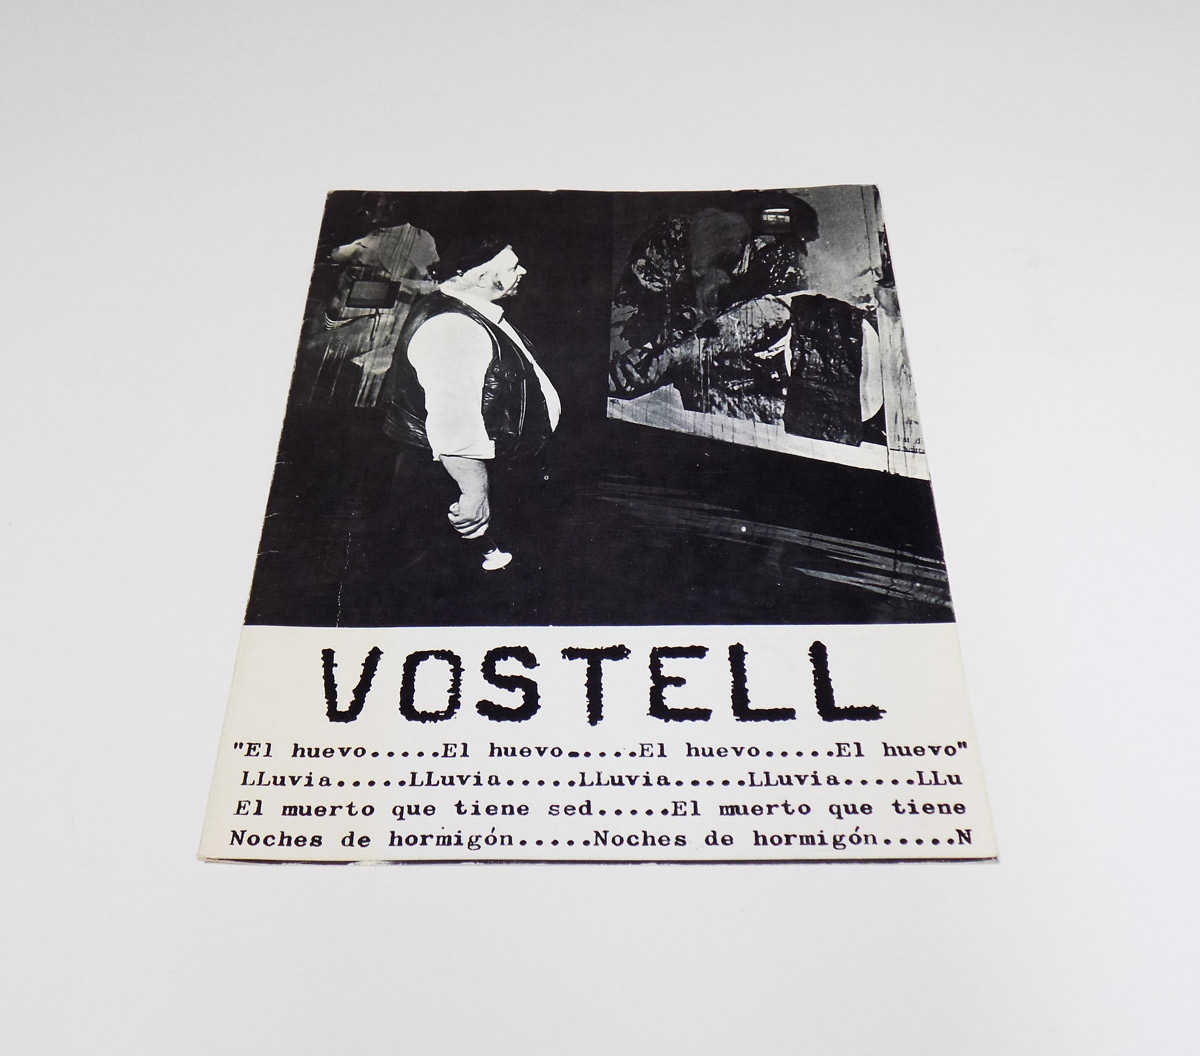 VOSTELL
"El huevo.....El huevo.....El huevo.....El huevo"
LLuvia.....LLuvia.....LLuvia.....LLuvia.....LLu
El muerto que tiene sed.....El muerto que tiene
Noches de hormigón.....Noches de hormigón.....N